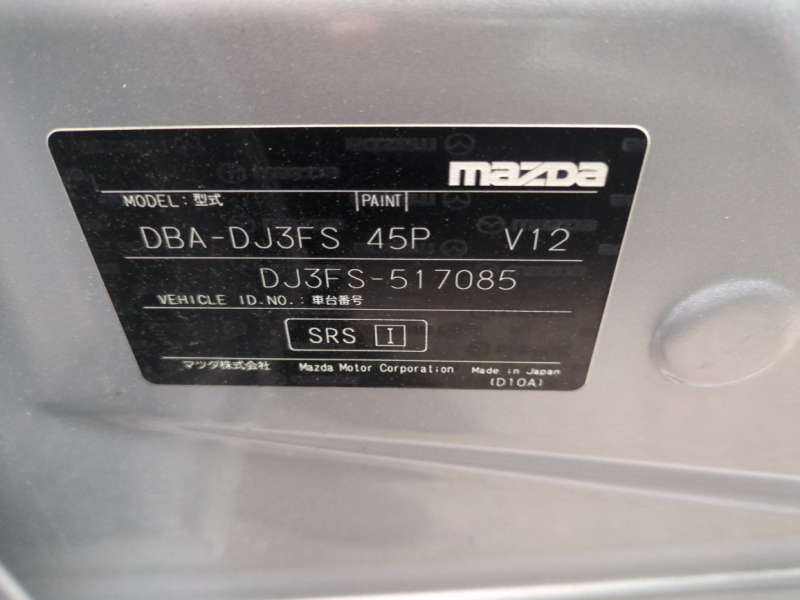 mazda
MODEL: 型式 PAINT
DBA-DJ3FS 45P V12
DJ3FS-517085
VEHICLE ID.NO.: 車台番号
SRS I
マツダ株式会社 Mazda Motor Corporation Made in Japan
(D10A)